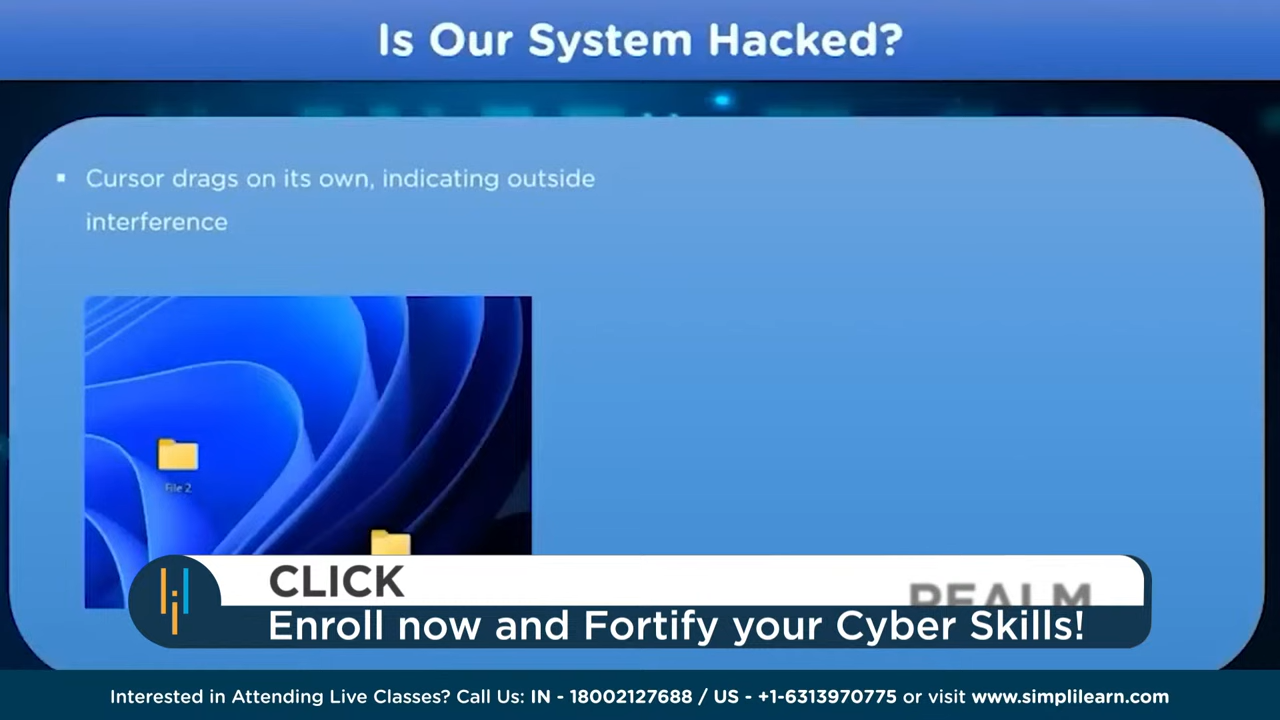 Is Our System Hacked?
▪ Cursor drags on its own, indicating outside
interference
File 2
CLICK
REALM
Enroll now and Fortify your Cyber Skills!
Interested in Attending Live Classes? Call Us: IN - 18002127688 / US - +1-6313970775 or visit www.simplilearn.com